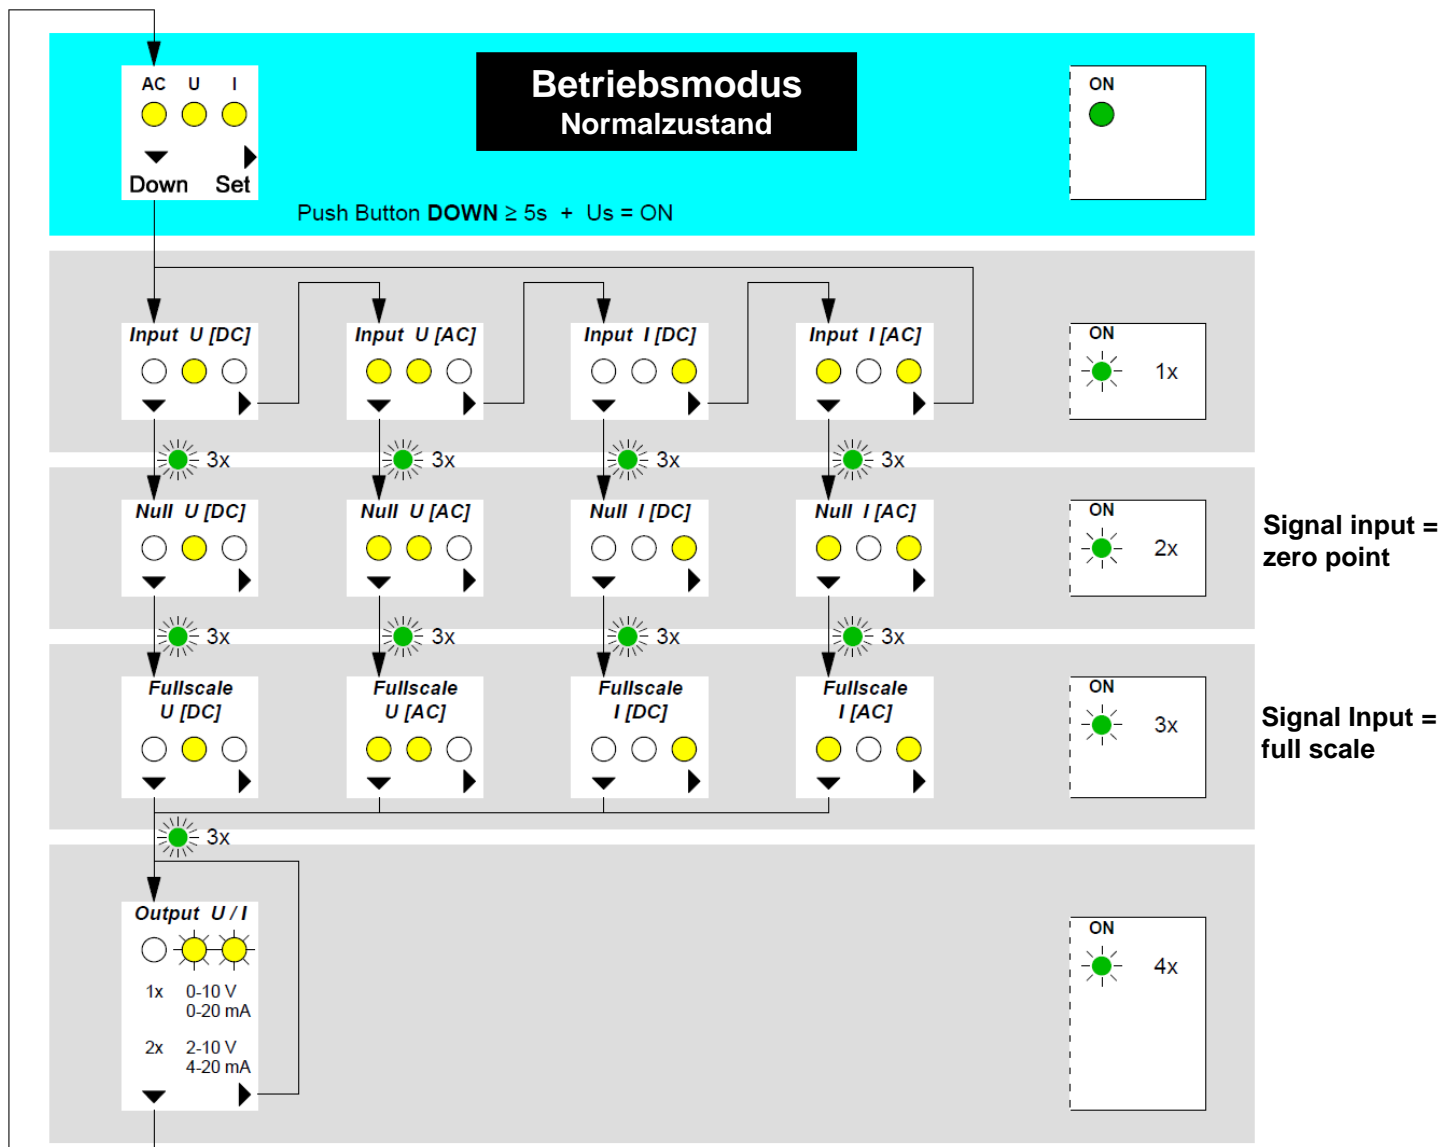 Betriebsmodus
Normalzustand
AC U I
Down Set
ON
Push Button DOWN ≥ 5s + Us = ON
Input U [DC]
Input U [AC]
Input I [DC]
Input I [AC]
ON
1x
3x
3x
3x
3x
Null U [DC]
Null U [AC]
Null I [DC]
Null I [AC]
ON
2x
Signal input =
zero point
3x
3x
3x
3x
Fullscale
U [DC]
Fullscale
U [AC]
Fullscale
I [DC]
Fullscale
I [AC]
ON
3x
Signal Input =
full scale
3x
Output U / I
1x 0-10 V
0-20 mA
2x 2-10 V
4-20 mA
ON
4x